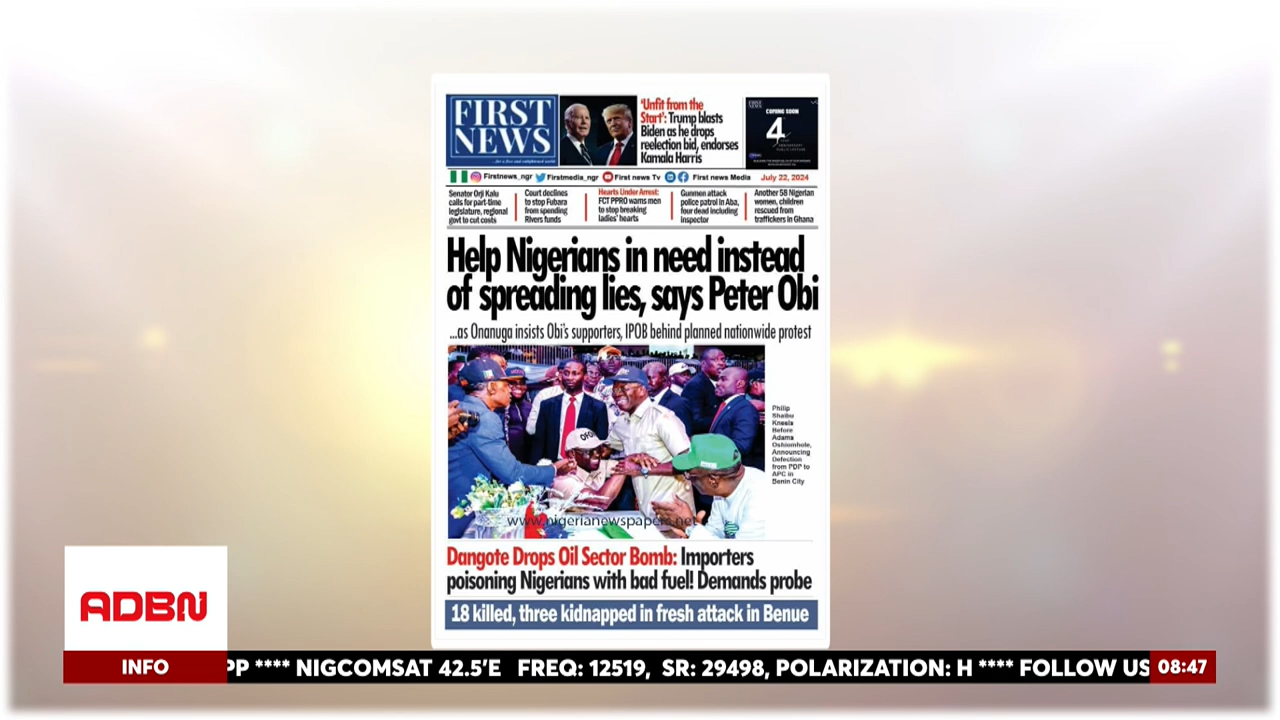 FIRST
NEWS
...for a free and enlightened world
'Unfit from the
Start': Trump blasts
Biden as he drops
reelection bid, endorses
Kamala Harris
FIRST
NEWS
COMING SOON
4
Firstnews_ngr
Firstmedia_ngr
First news Tv
First news Media
July 22, 2024
Senator Orji Kalu
calls for part-time
legislature, regional
govt to cut costs
Court declines
to stop Fubara
from spending
Rivers funds
Hearts Under Arrest:
FCT PPRO warns men
to stop breaking
ladies' hearts
Gunmen attack
police patrol in Aba,
four dead including
inspector
Another 58 Nigerian
women, children
rescued from
traffickers in Ghana
Help Nigerians in need instead
of spreading lies, says Peter Obi
...as Onanuga insists Obi's supporters, IPOB behind planned nationwide protest
Philip
Shaibu
Kneels
Before
Adams
Oshiomhole,
Announcing
Defection
from PDP to
APC in
Benin City
www.nigerianewspapers.net
Dangote Drops Oil Sector Bomb: Importers
poisoning Nigerians with bad fuel! Demands probe
18 killed, three kidnapped in fresh attack in Benue
ADBN
INFO
PP **** NIGCOMSAT 42.5'E FREQ: 12519, SR: 29498, POLARIZATION: H **** FOLLOW US
08:47